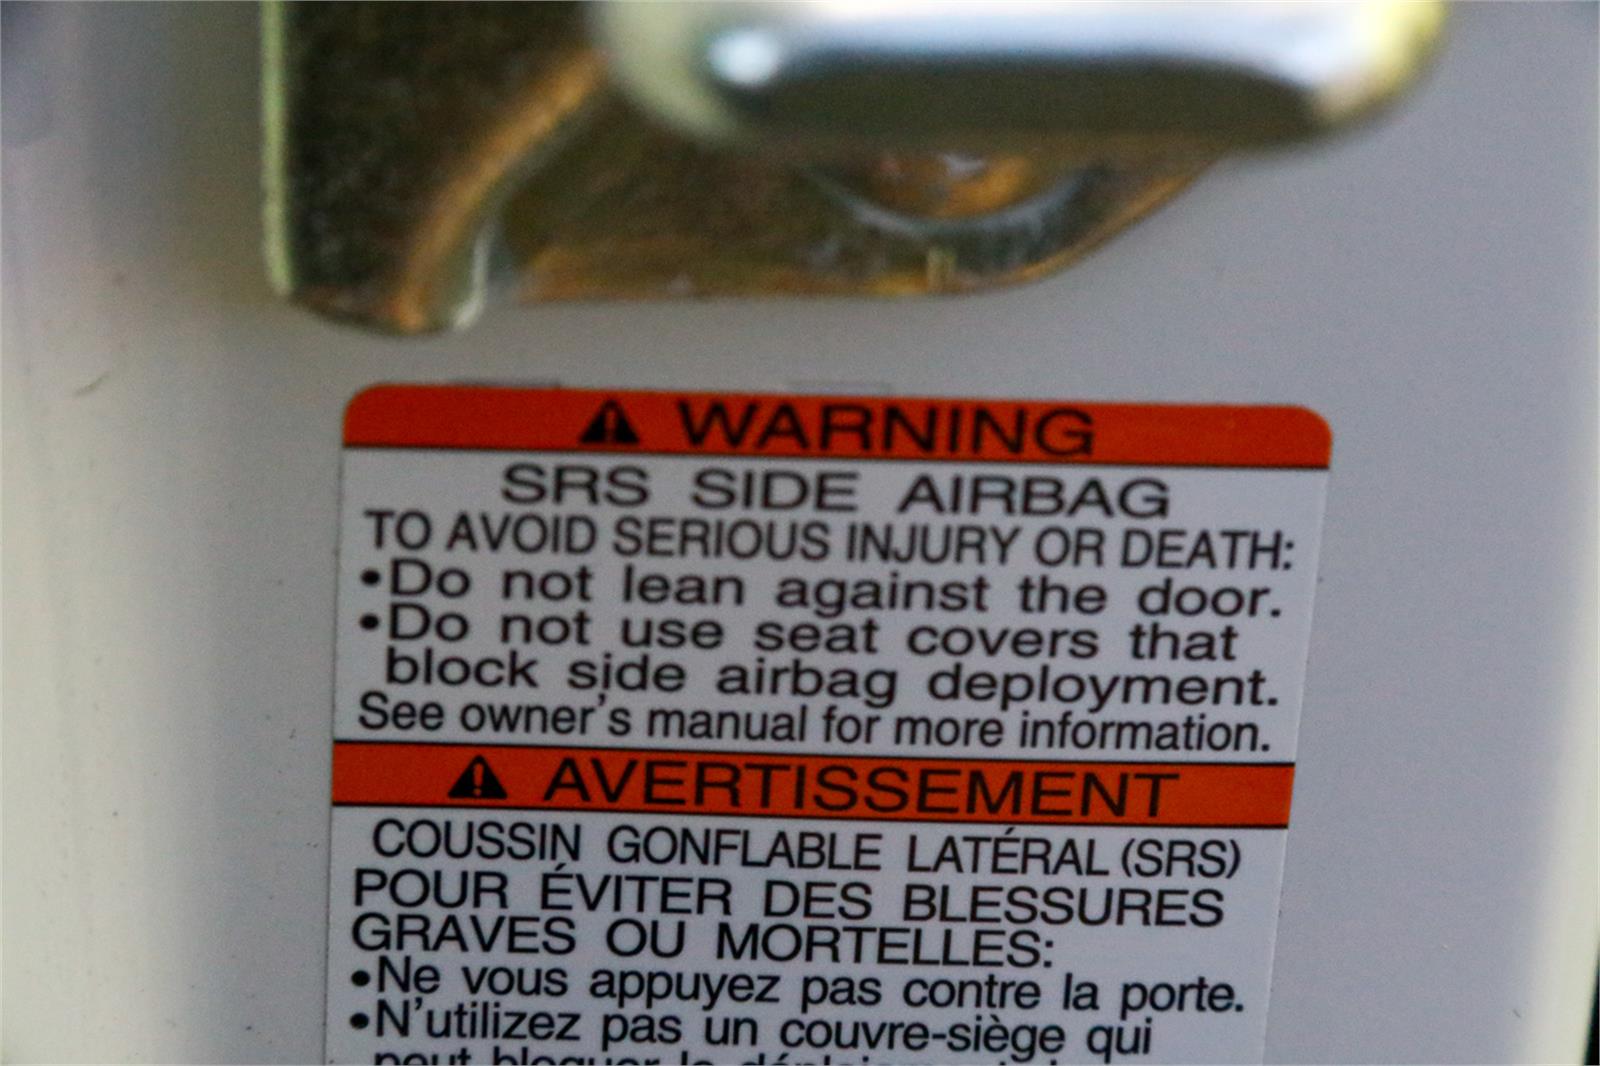 WARNING
SRS SIDE AIRBAG
TO AVOID SERIOUS INJURY OR DEATH:
•Do not lean against the door.
•Do not use seat covers that
block side airbag deployment.
See owner's manual for more information.
AVERTISSEMENT
COUSSIN GONFLABLE LATÉRAL (SRS)
POUR ÉVITER DES BLESSURES
GRAVES OU MORTELLES:
•Ne vous appuyez pas contre la porte.
•N'utilizez pas un couvre-siège qui
peut bloquer le